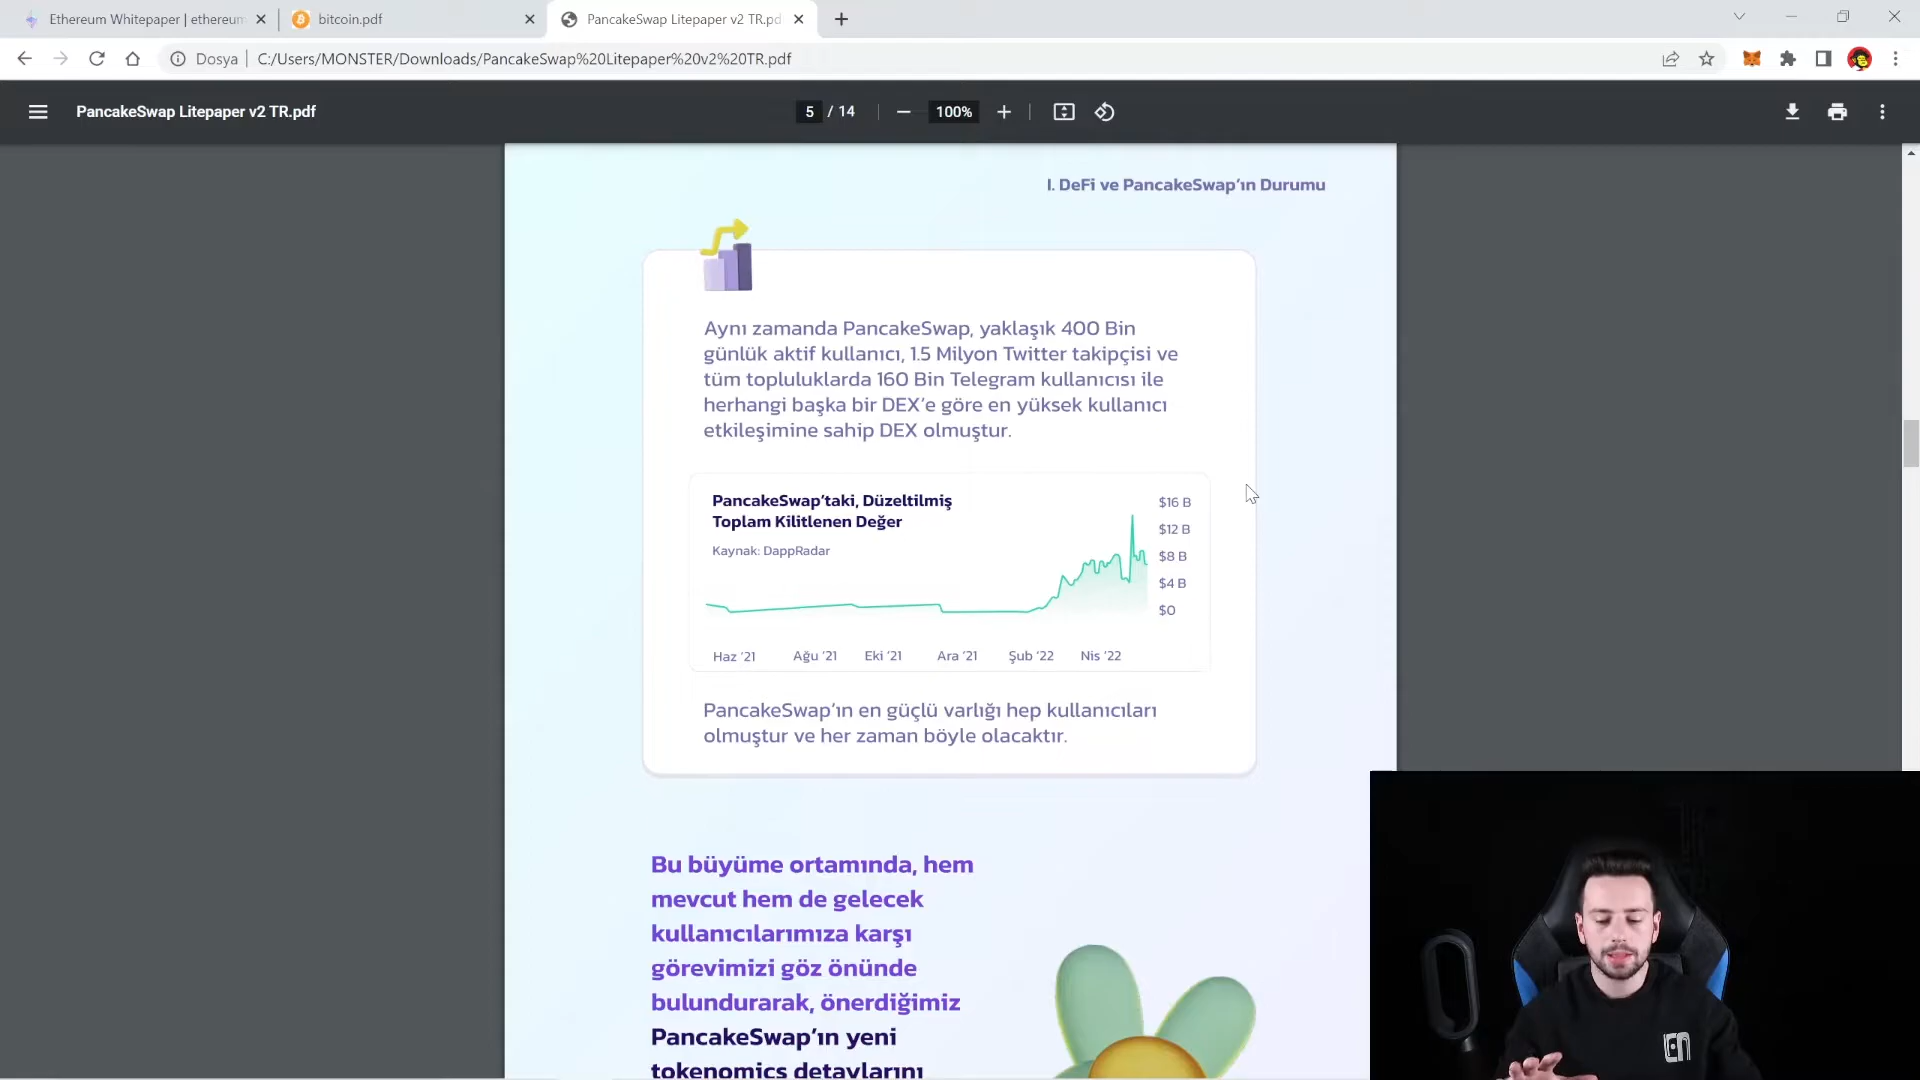 Ethereum Whitepaper | ethereum
bitcoin.pdf
PancakeSwap Litepaper v2 TR.pd
Dosya
C:/Users/MONSTER/Downloads/PancakeSwap%20Litepaper%20v2%20TR.pdf
PancakeSwap Litepaper v2 TR.pdf
5 / 14
100%
I. DeFi ve PancakeSwap’ın Durumu
Aynı zamanda PancakeSwap, yaklaşık 400 Bin
günlük aktif kullanıcı, 1.5 Milyon Twitter takipçisi ve
tüm topluluklarda 160 Bin Telegram kullanıcısı ile
herhangi başka bir DEX’e göre en yüksek kullanıcı
etkileşimine sahip DEX olmuştur.
PancakeSwap’taki, Düzeltilmiş
Toplam Kilitlenen Değer
Kaynak: DappRadar
$16 B
$12 B
$8 B
$4 B
$0
Haz ’21
Ağu ’21
Eki ’21
Ara ’21
Şub ’22
Nis ’22
PancakeSwap’ın en güçlü varlığı hep kullanıcıları
olmuştur ve her zaman böyle olacaktır.
Bu büyüme ortamında, hem
mevcut hem de gelecek
kullanıcılarımıza karşı
görevimizi göz önünde
bulundurarak, önerdiğimiz
PancakeSwap’ın yeni
tokenomics detaylarını